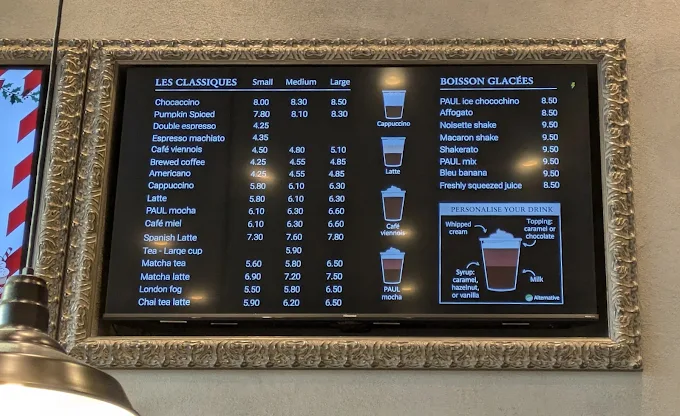 LES CLASSIQUES Small Medium Large
Chocaccino 8.00 8.30 8.50
Pumpkin Spiced 7.80 8.10 8.30
Double espresso 4.25
Espresso machiato 4.35
Café viennois 4.50 4.80 5.10
Brewed coffee 4.25 4.55 4.85
Americano 4.25 4.55 4.85
Cappuccino 5.80 6.10 6.30
Latte 5.80 6.10 6.30
PAUL mocha 6.10 6.30 6.60
Café miel 6.10 6.30 6.60
Spanish Latte 7.30 7.60 7.80
Tea - Large cup 5.90
Matcha tea 5.60 5.80 6.50
Matcha latte 6.90 7.20 7.50
London fog 5.50 5.80 6.50
Chai tea latte 5.90 6.20 6.50
Cappuccino
Latte
Café
viennois
PAUL
mocha
BOISSON GLACÉES
PAUL ice chocochino 8.50
Affogato 8.50
Noisette shake 9.50
Macaron shake 9.50
Shakerato 9.50
PAUL mix 9.50
Bleu banana 9.50
Freshly squeezed juice 8.50
PERSONALISE YOUR DRINK
Whipped
cream
Topping:
caramel or
chocolate
Syrup:
caramel,
hazelnut,
or vanilla
Milk
Alternative